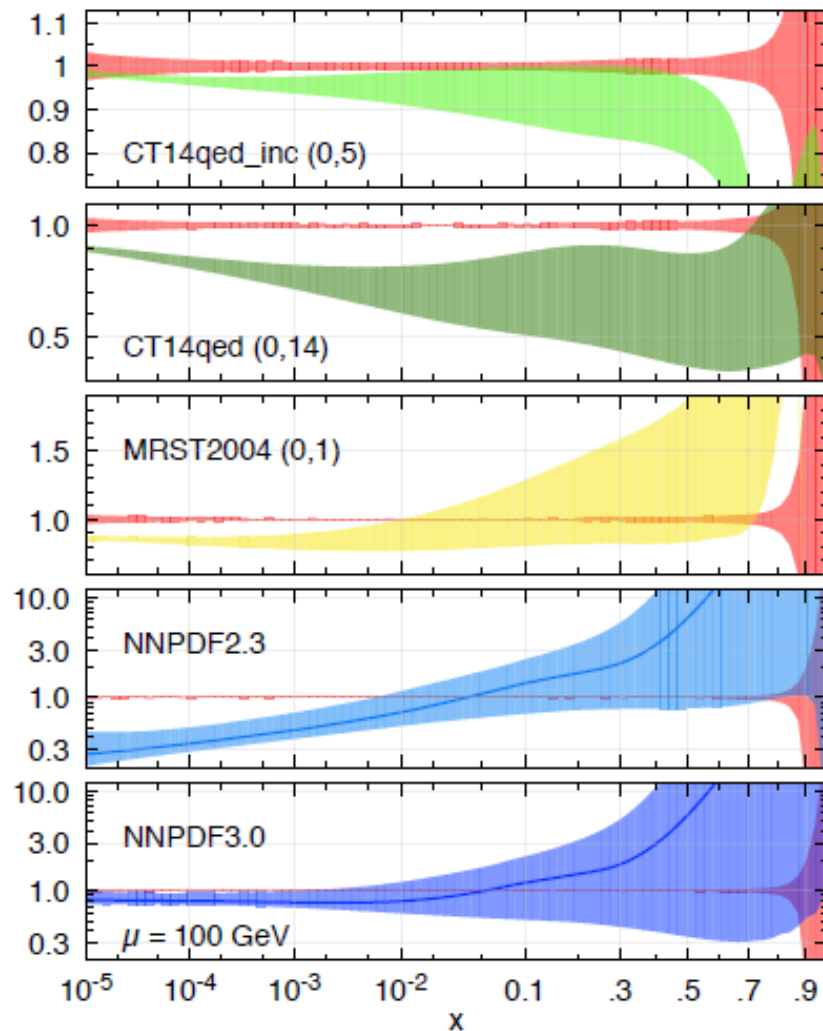 1.1
1
0.9
0.8
CT14qed_inc (0,5)
1.0
0.5
CT14qed (0,14)
1.5
1.0
MRST2004 (0,1)
10.0
3.0
1.0
0.3
NNPDF2.3
10.0
3.0
1.0
0.3
NNPDF3.0
μ = 100 GeV
10⁻⁵ 10⁻⁴ 10⁻³ 10⁻² 0.1 .3 .5 .7 .9
x